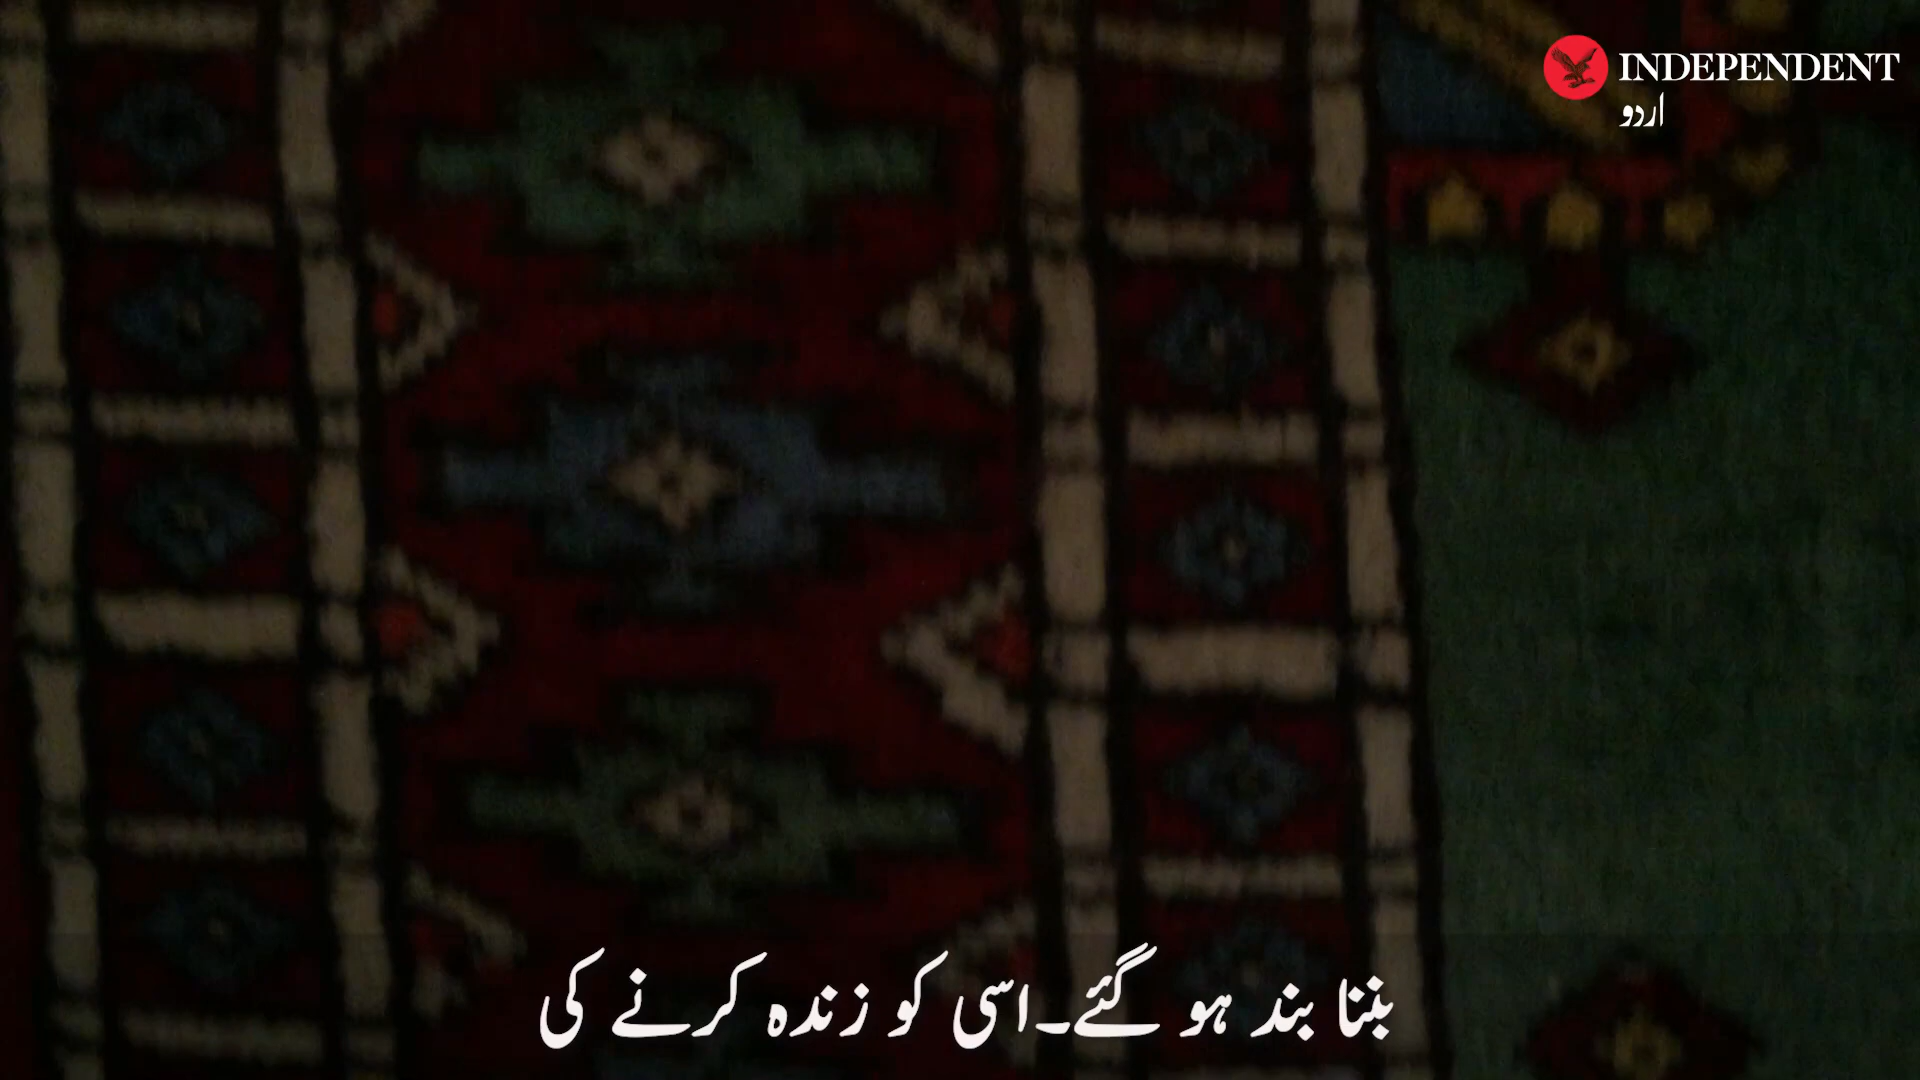 INDEPENDENT
اردو
بننا بند ہو گئے۔اسی کو زندہ کرنے کی